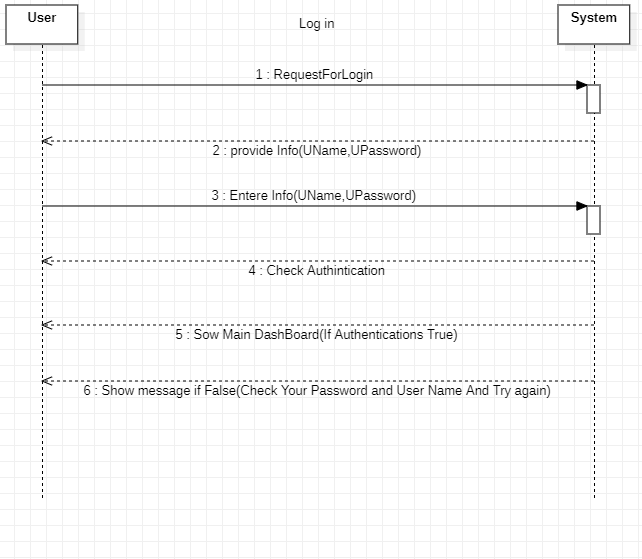 User
Log in
System
1 : RequestForLogin
2 : provide Info(UName,UPassword)
3 : Entere Info(UName,UPassword)
4 : Check Authintication
5 : Sow Main DashBoard(If Authentications True)
6 : Show message if False(Check Your Password and User Name And Try again)